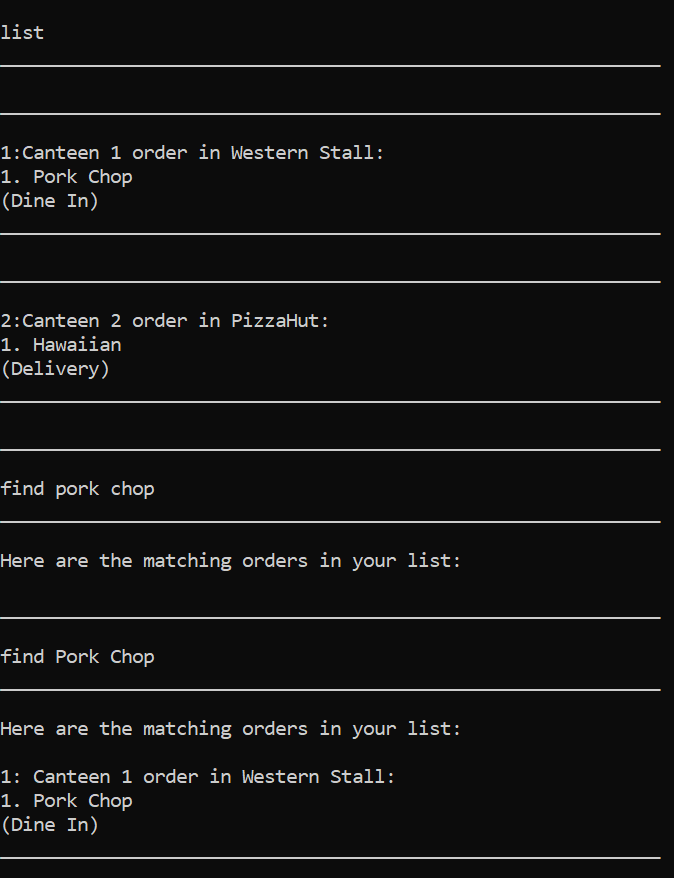 list
1:Canteen 1 order in Western Stall:
1. Pork Chop
(Dine In)
2:Canteen 2 order in PizzaHut:
1. Hawaiian
(Delivery)
find pork chop
Here are the matching orders in your list:
find Pork Chop
Here are the matching orders in your list:
1: Canteen 1 order in Western Stall:
1. Pork Chop
(Dine In)